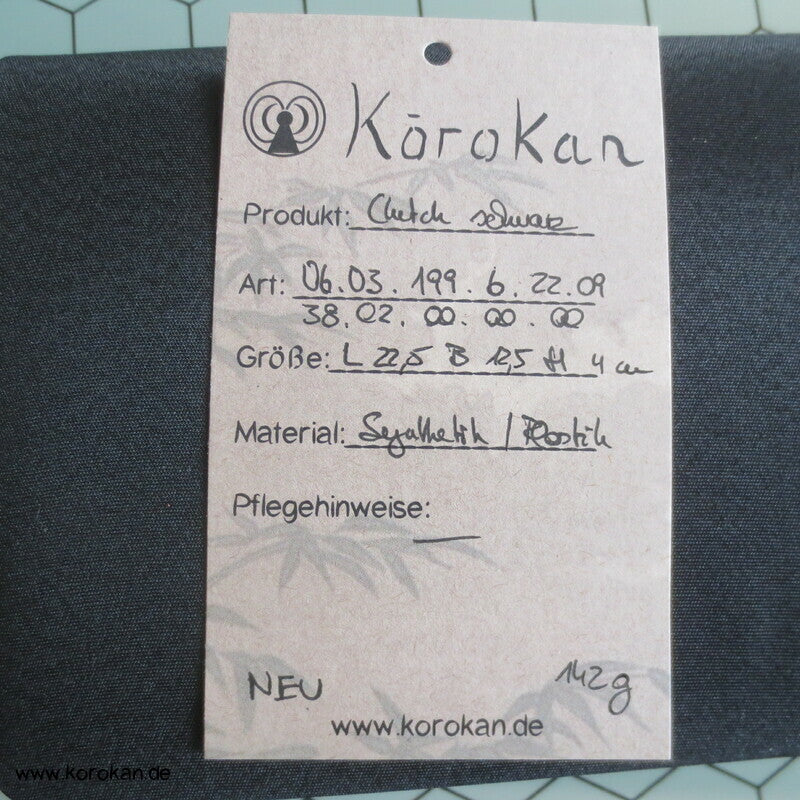 Kōrokan
Produkt: Clutch schwarz
Art: 06.03.199.6.22.09
38.02.00.00.00
Größe: L 22,5 B 12,5 H 4 cm
Material: Synthetik / Plastik
Pflegehinweise:
—
NEU 142g
www.korokan.de
www.korokan.de